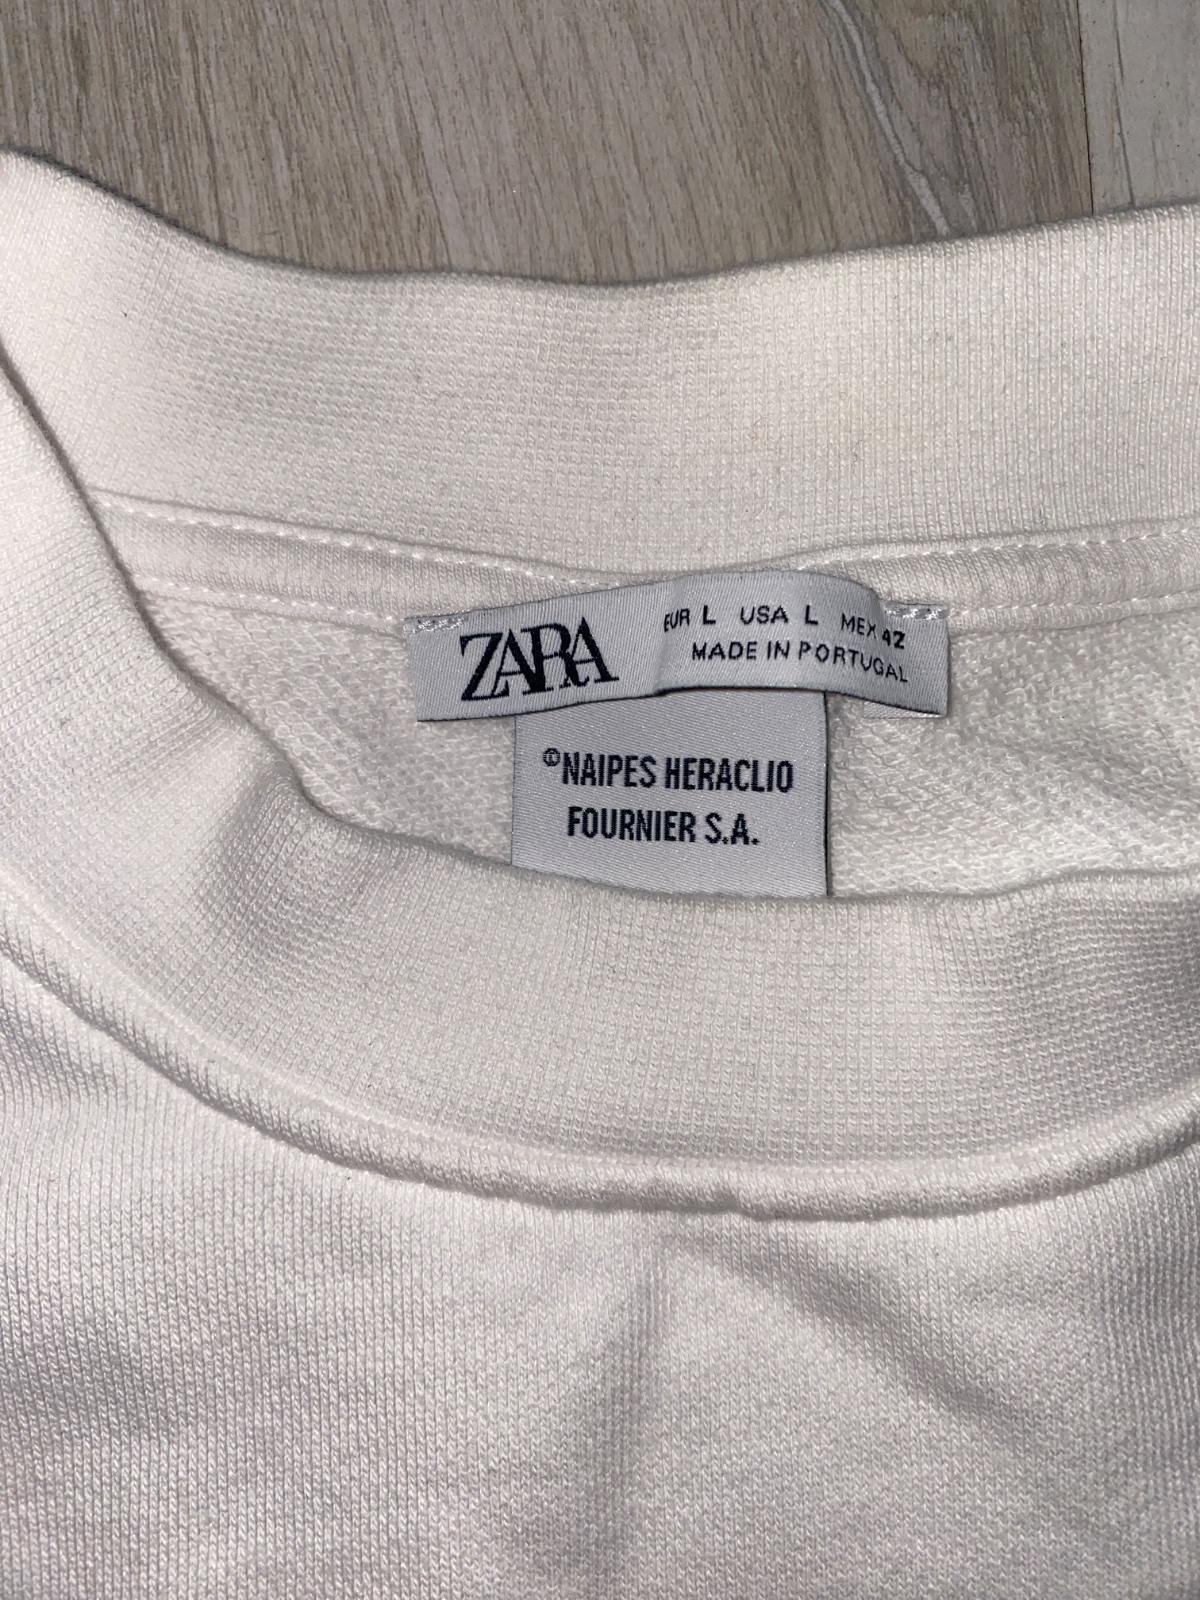 ZARA
EUR L USA L MEX 42
MADE IN PORTUGAL
©NAIPES HERACLIO
FOURNIER S.A.